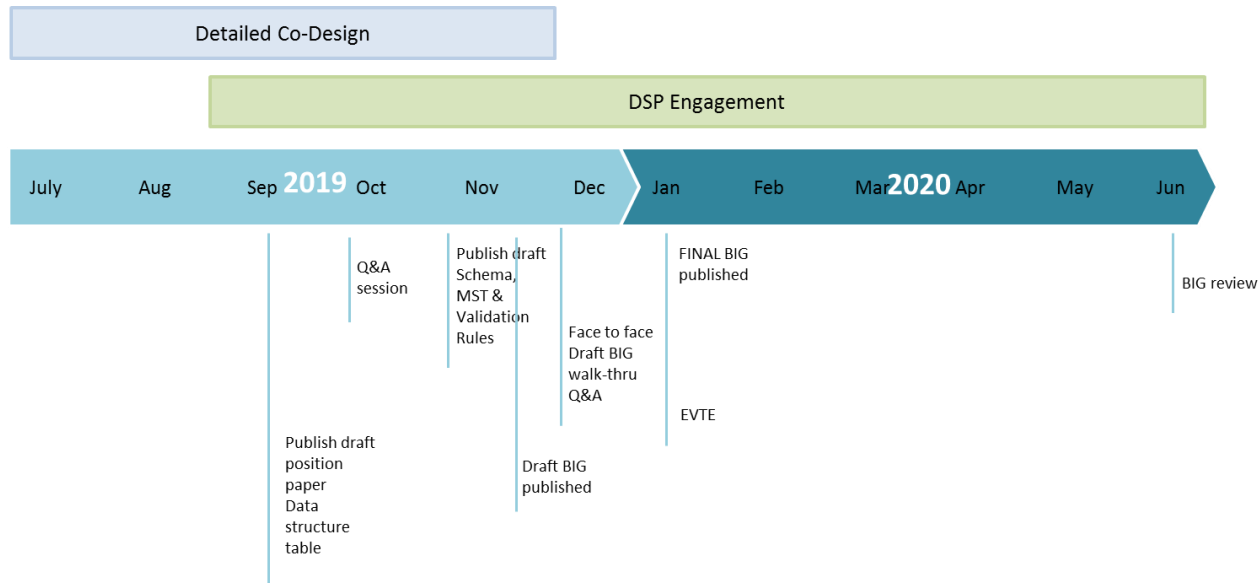 Detailed Co-Design
DSP Engagement
July
Aug
Sep
2019
Oct
Nov
Dec
Jan
Feb
Mar
2020
Apr
May
Jun
Q&A
session
Publish draft
Schema,
MST &
Validation
Rules
FINAL BIG
published
BIG review
Face to face
Draft BIG
walk-thru
Q&A
EVTE
Publish draft
position
paper
Data
structure
table
Draft BIG
published